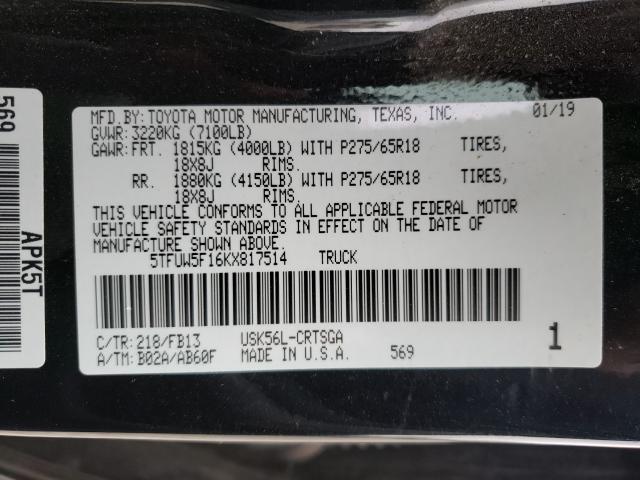 MFD.BY: TOYOTA MOTOR MANUFACTURING, TEXAS, INC. 01/19
GVWR: 3220KG (7100LB)
GAWR: FRT. 1815KG (4000LB) WITH P275/65R18 TIRES,
18X8J RIMS.
RR. 1880KG (4150LB) WITH P275/65R18 TIRES,
18X8J RIMS.
THIS VEHICLE CONFORMS TO ALL APPLICABLE FEDERAL MOTOR
VEHICLE SAFETY STANDARDS IN EFFECT ON THE DATE OF
MANUFACTURE SHOWN ABOVE.
5TFUW5F16KX817514 TRUCK
C/TR: 218/FB13 USK56L-CRTSGA
A/TM: B02A/AB60F MADE IN U.S.A. 569
1
569
APK5T